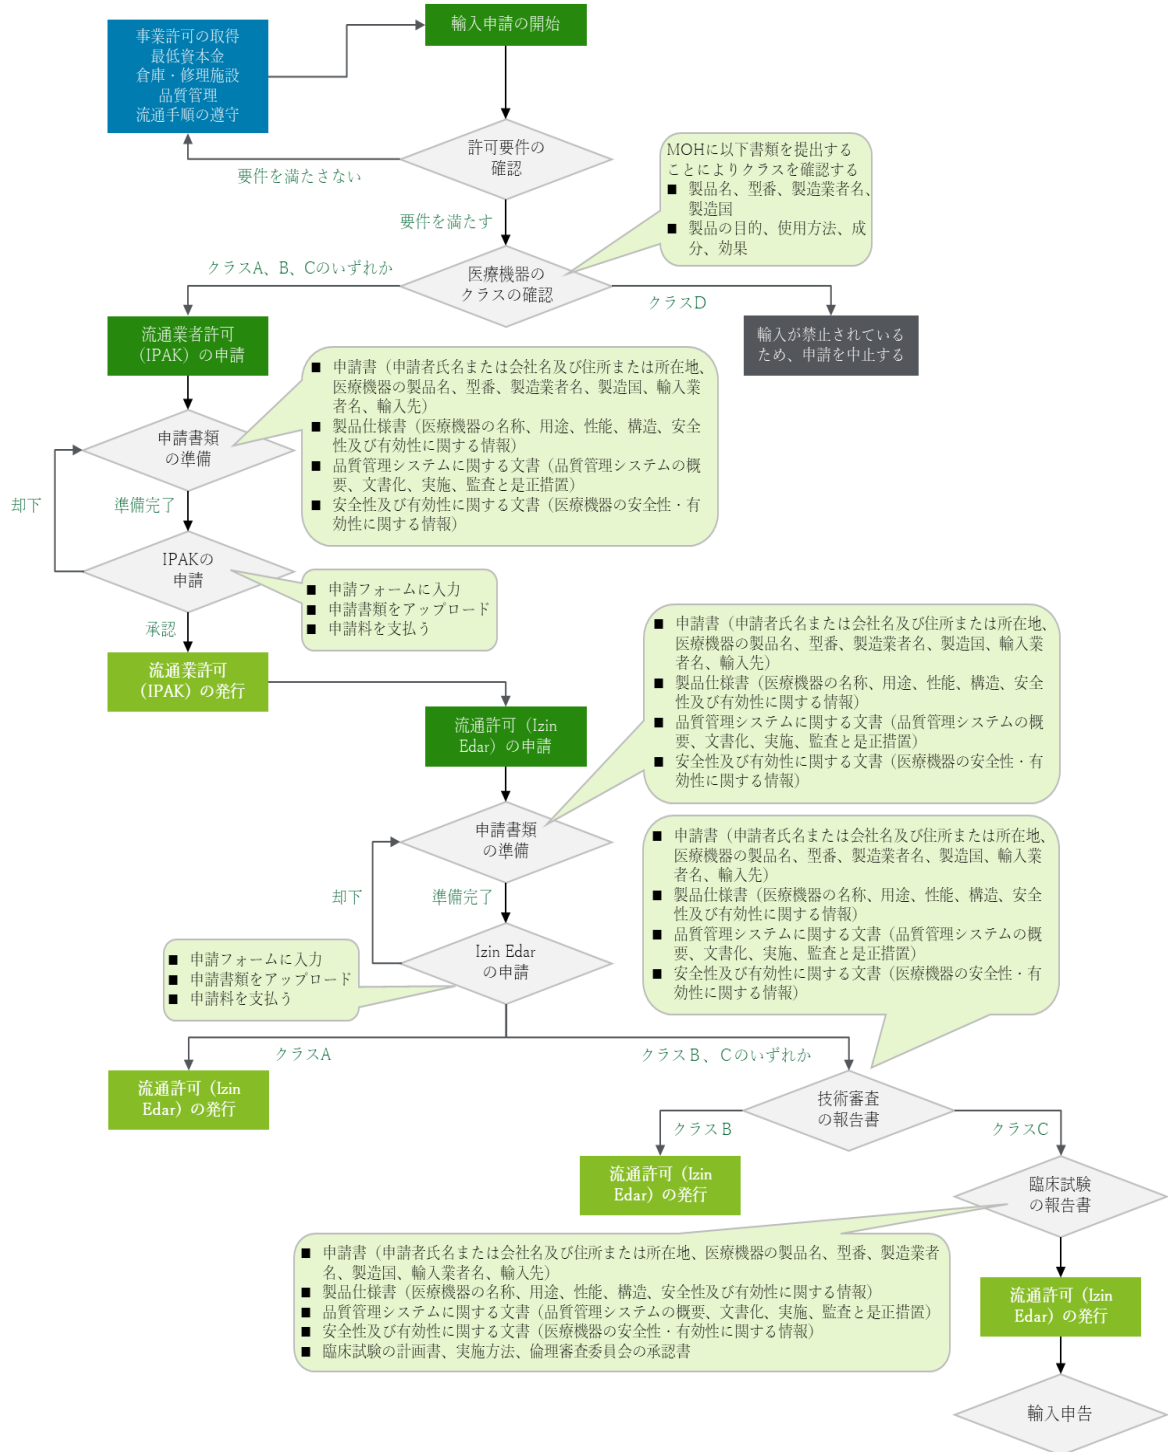 輸入申請の開始
事業許可の取得
最低資本金
倉庫・修理施設
品質管理
流通手順の遵守
許可要件の
確認
要件を満たさない
要件を満たす
MOHに以下書類を提出する
ことによりクラスを確認する
■ 製品名、型番、製造業者名、
製造国
■ 製品の目的、使用方法、成
分、効果
医療機器の
クラスの確認
クラスA、B、Cのいずれか
クラスD
流通業者許可
（IPAK）の申請
輸入が禁止されている
ため、申請を中止する
■ 申請書（申請者氏名または会社名及び住所または所在地、
医療機器の製品名、型番、製造業者名、製造国、輸入業
者名、輸入先）
■ 製品仕様書（医療機器の名称、用途、性能、構造、安全
性及び有効性に関する情報）
■ 品質管理システムに関する文書（品質管理システムの概
要、文書化、実施、監査と是正措置）
■ 安全性及び有効性に関する文書（医療機器の安全性・有
効性に関する情報）
申請書類
の準備
却下
準備完了
IPAKの
申請
■ 申請フォームに入力
■ 申請書類をアップロード
■ 申請料を支払う
承認
流通業許可
（IPAK）の発行
■ 申請書（申請者氏名または会社名及び住所または所在地、
医療機器の製品名、型番、製造業者名、製造国、輸入業
者名、輸入先）
■ 製品仕様書（医療機器の名称、用途、性能、構造、安全
性及び有効性に関する情報）
■ 品質管理システムに関する文書（品質管理システムの概
要、文書化、実施、監査と是正措置）
■ 安全性及び有効性に関する文書（医療機器の安全性・有
効性に関する情報）
流通許可（Izin
Edar）の申請
申請書類
の準備
却下
準備完了
■ 申請書（申請者氏名または会社名及び住所または所在地、
医療機器の製品名、型番、製造業者名、製造国、輸入業
者名、輸入先）
■ 製品仕様書（医療機器の名称、用途、性能、構造、安全
性及び有効性に関する情報）
■ 品質管理システムに関する文書（品質管理システムの概
要、文書化、実施、監査と是正措置）
■ 安全性及び有効性に関する文書（医療機器の安全性・有
効性に関する情報）
Izin Edar
の申請
■ 申請フォームに入力
■ 申請書類をアップロード
■ 申請料を支払う
クラスA
クラスＢ、Ｃのいずれか
流通許可（Izin
Edar）の発行
技術審査
の報告書
クラスＢ
クラスC
流通許可（Izin
Edar）の発行
臨床試験
の報告書
■ 申請書（申請者氏名または会社名及び住所または所在地、医療機器の製品名、型番、製造業者
名、製造国、輸入業者名、輸入先）
■ 製品仕様書（医療機器の名称、用途、性能、構造、安全性及び有効性に関する情報）
■ 品質管理システムに関する文書（品質管理システムの概要、文書化、実施、監査と是正措置）
■ 安全性及び有効性に関する文書（医療機器の安全性・有効性に関する情報）
■ 臨床試験の計画書、実施方法、倫理審査委員会の承認書
流通許可（Izin
Edar）の発行
輸入申告